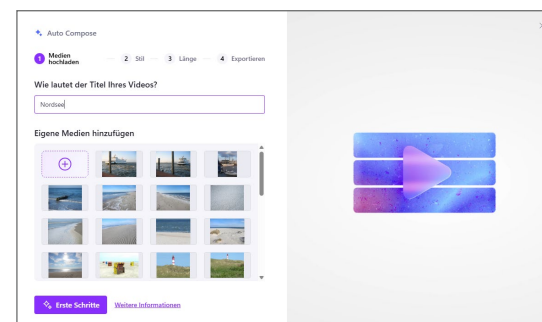 Auto Compose
1 Medien hochladen
2 Stil
3 Länge
4 Exportieren
Wie lautet der Titel Ihres Videos?
Nordsee
Eigene Medien hinzufügen
Erste Schritte
Weitere Informationen